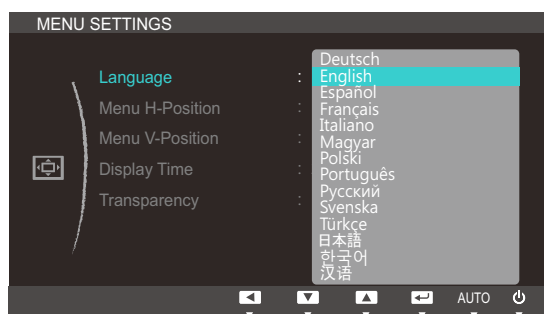 MENU SETTINGS
Language :
Menu H-Position :
Menu V-Position :
Display Time :
Transparency :
Deutsch
English
Español
Français
Italiano
Magyar
Polski
Português
Русский
Svenska
Türkçe
日本語
한국어
汉语
AUTO